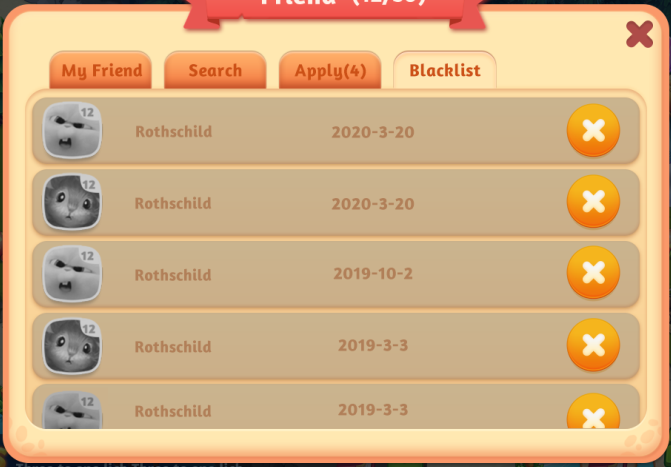 Friend
My Friend
Search
Apply(4)
Blacklist
12
Rothschild
2020-3-20
12
Rothschild
2020-3-20
12
Rothschild
2019-10-2
12
Rothschild
2019-3-3
12
Rothschild
2019-3-3